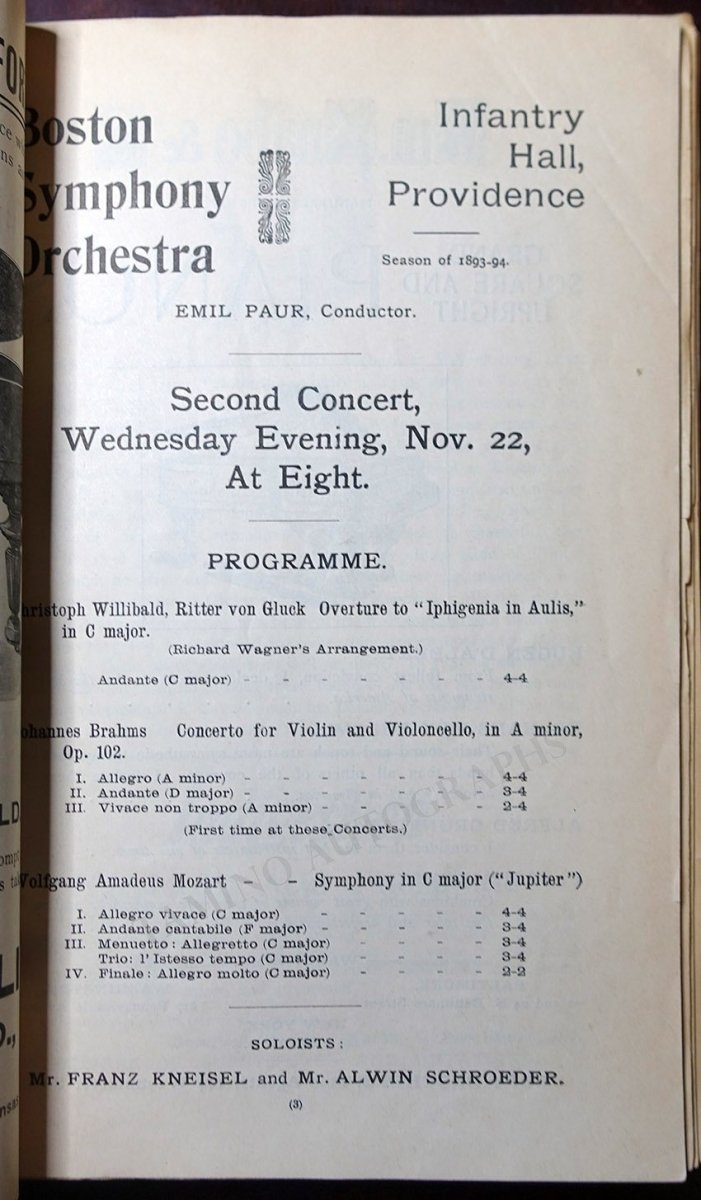 Boston
Symphony
Orchestra
Infantry
Hall,
Providence
Season of 1893-94.
EMIL PAUR, Conductor.
Second Concert,
Wednesday Evening, Nov. 22,
At Eight.
PROGRAMME.
Christoph Willibald, Ritter von Gluck Overture to "Iphigenia in Aulis,"
in C major.
(Richard Wagner's Arrangement.)
Andante (C major) - - - - - - - 4-4
Johannes Brahms Concerto for Violin and Violoncello, in A minor,
Op. 102.
I. Allegro (A minor) - - - - - - - 4-4
II. Andante (D major) - - - - - - - 3-4
III. Vivace non troppo (A minor) - - - - - 2-4
(First time at these Concerts.)
Wolfgang Amadeus Mozart - - Symphony in C major ("Jupiter")
I. Allegro vivace (C major) - - - - - 4-4
II. Andante cantabile (F major) - - - - - 3-4
III. Menuetto: Allegretto (C major) - - - - 3-4
Trio: l'Istesso tempo (C major) - - - - 3-4
IV. Finale: Allegro molto (C major) - - - - 2-2
SOLOISTS:
Mr. FRANZ KNEISEL and Mr. ALWIN SCHROEDER.
(3)
TAMINO AUTOGRAPHS